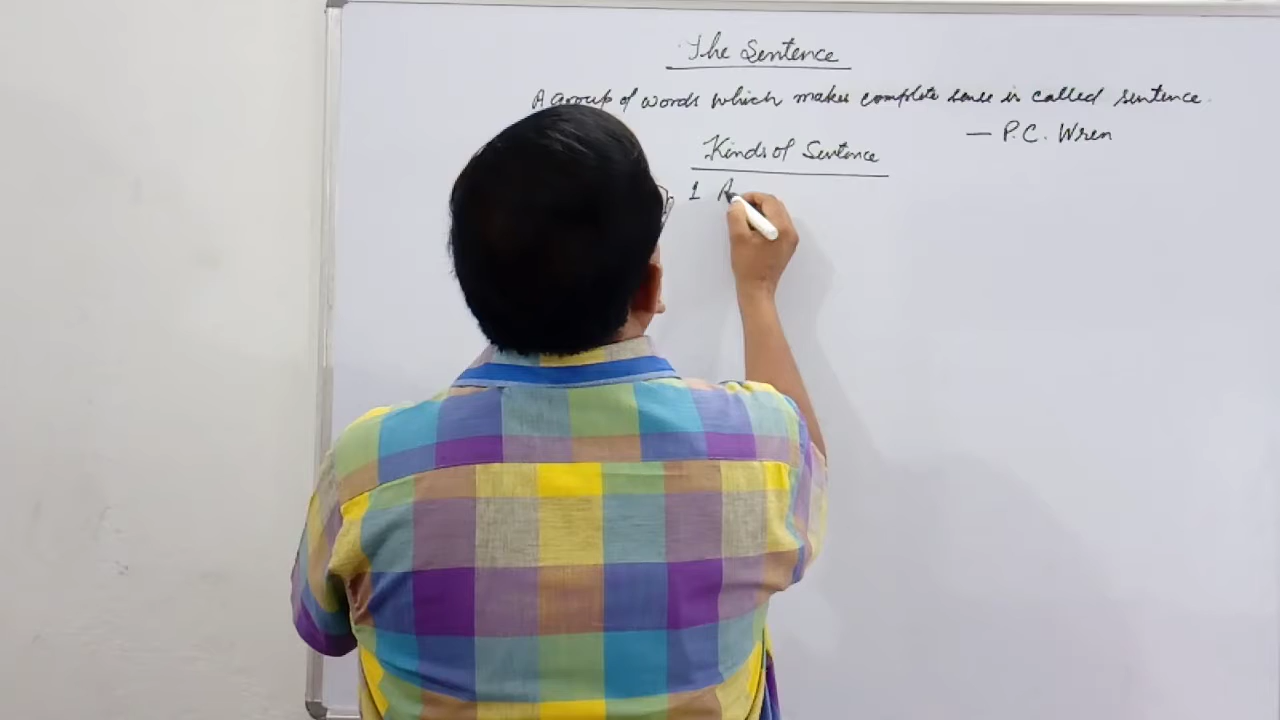 The Sentence
A group of words which makes complete sense is called sentence.
— P.C. Wren
Kinds of Sentence
1 A